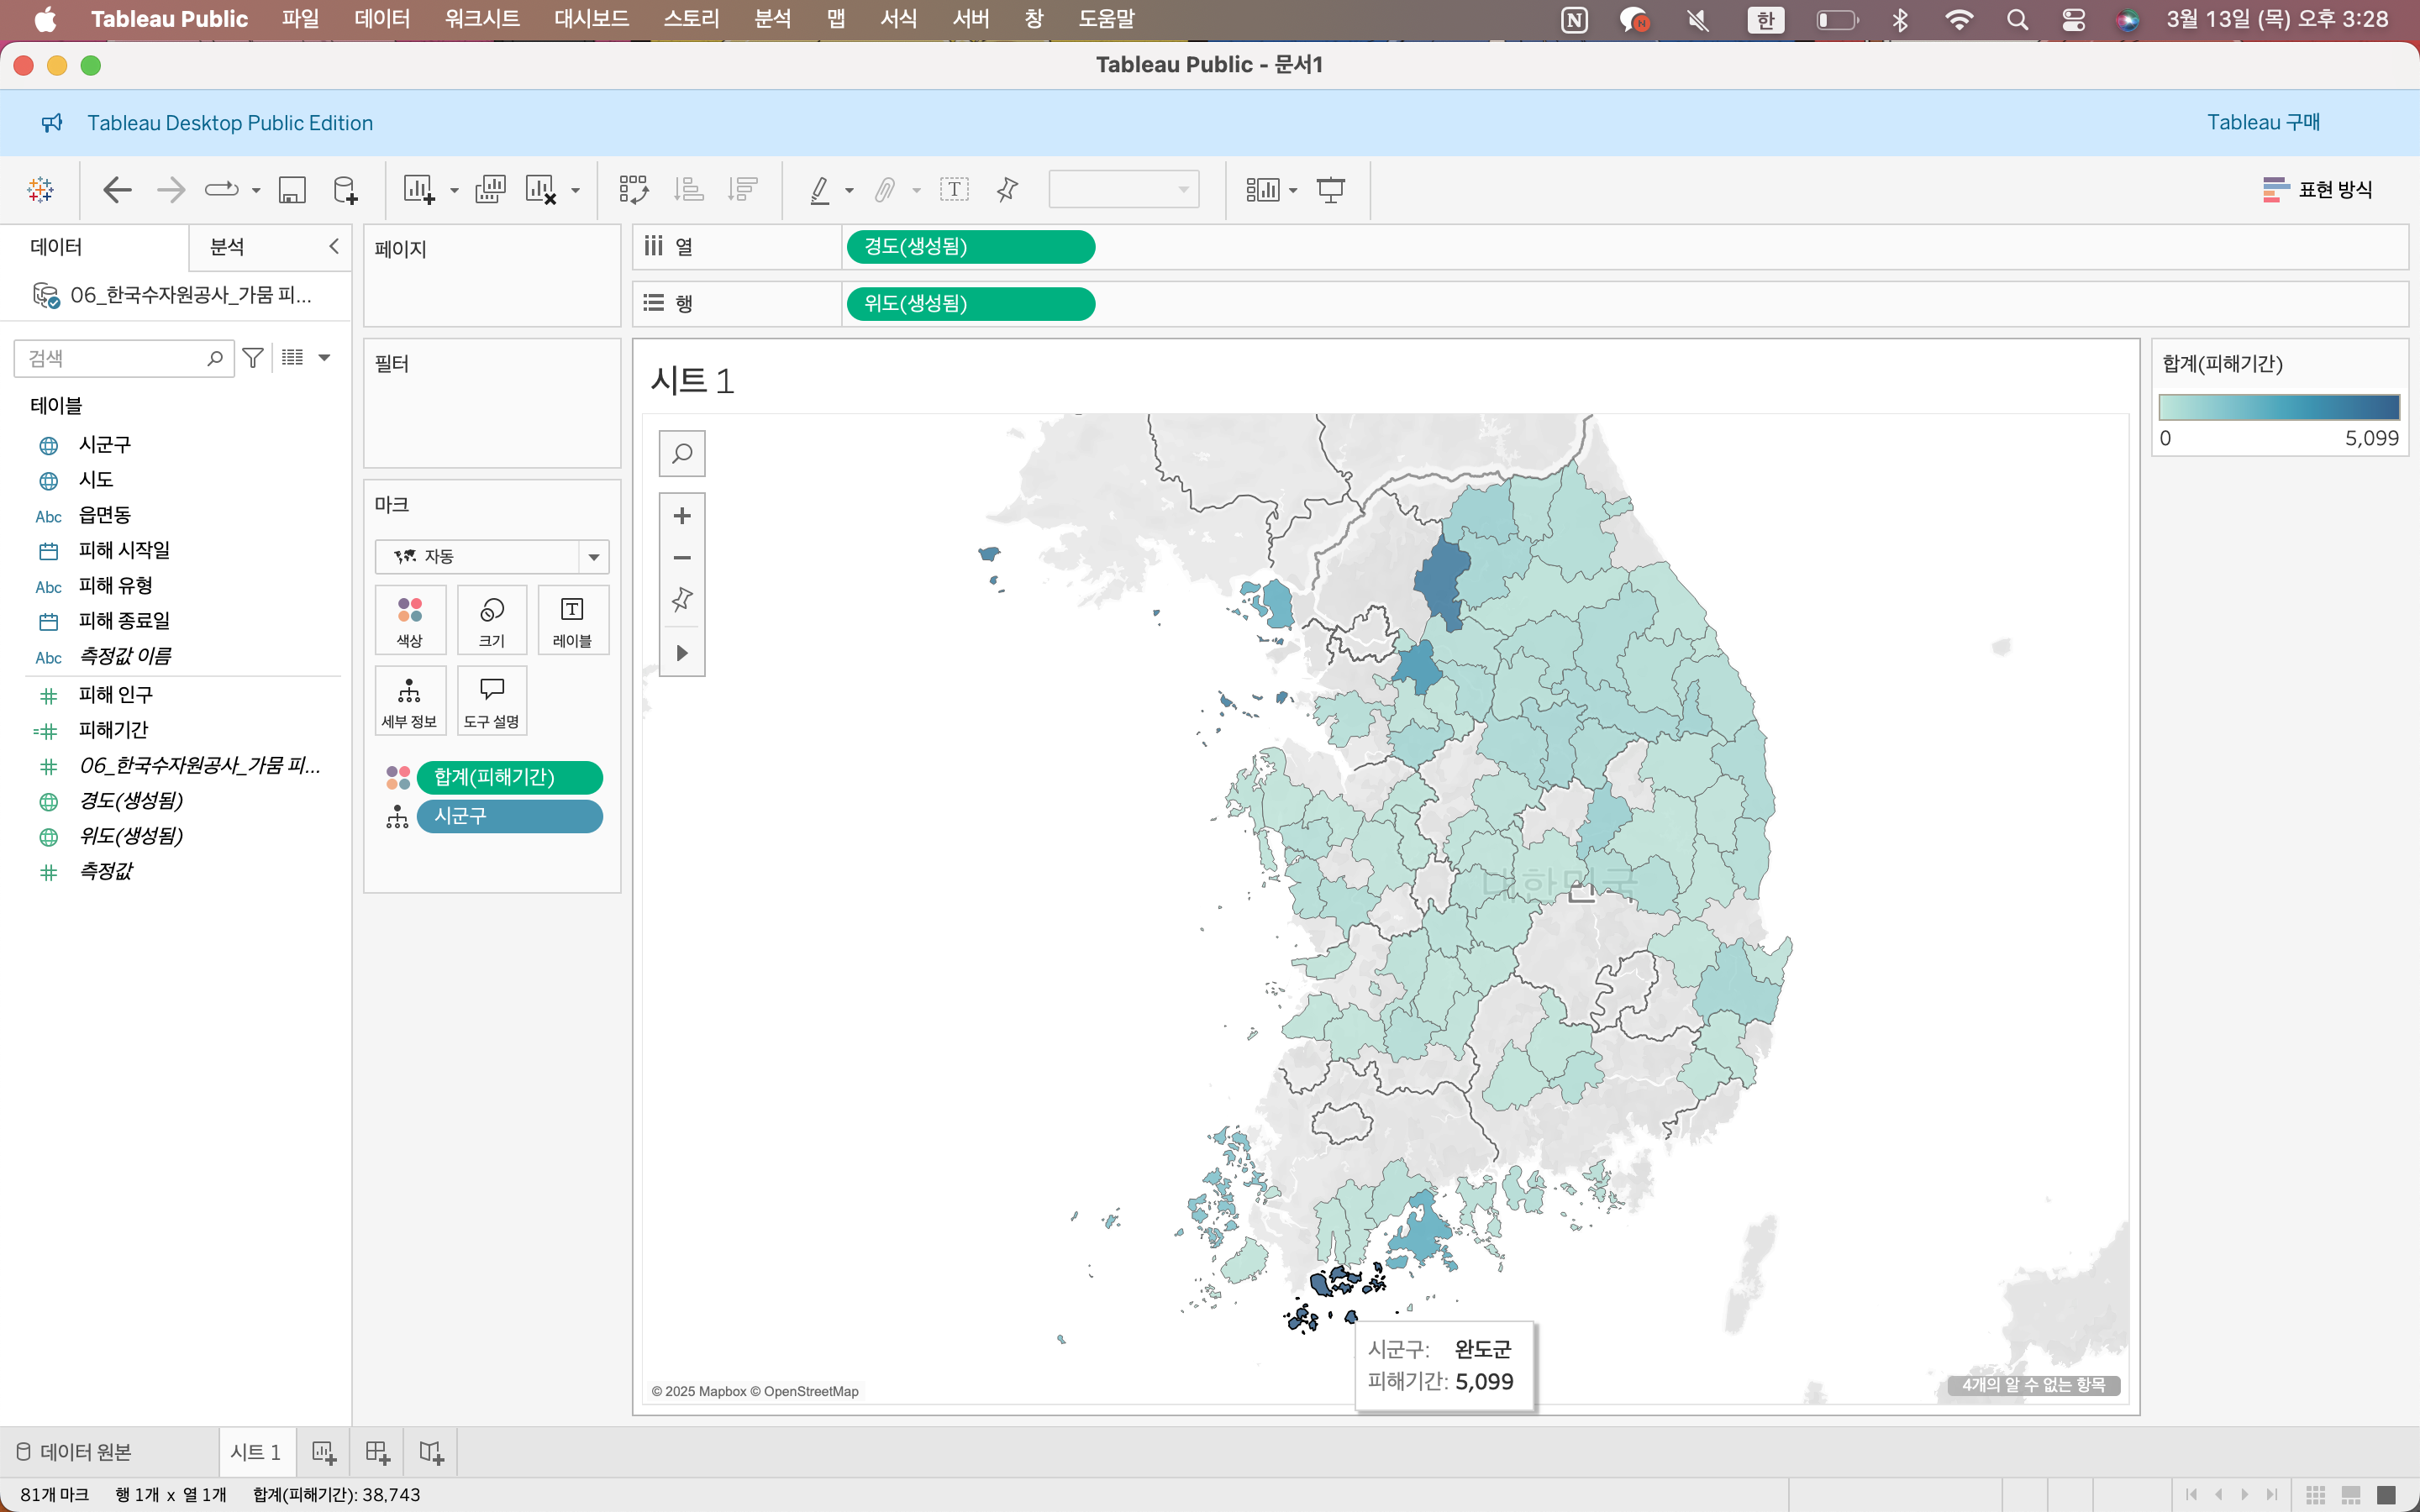 Tableau Public 파일 데이터 워크시트 대시보드 스토리 분석 맵 서식 서버 창 도움말 N N 한 3월 13일 (목) 오후 3:28
Tableau Public - 문서1
Tableau Desktop Public Edition Tableau 구매
T 표현 방식
데이터 분석 페이지 열 경도(생성됨)
06_한국수자원공사_가뭄 피...
행 위도(생성됨)
검색
필터
합계(피해기간)
0 5,099
시트 1
테이블
시군구
시도
Abc 읍면동
피해 시작일
Abc 피해 유형
피해 종료일
Abc 측정값 이름
피해 인구
피해기간
06_한국수자원공사_가뭄 피...
경도(생성됨)
위도(생성됨)
측정값
마크
자동
색상 크기 T 레이블
세부 정보 도구 설명
합계(피해기간)
시군구
대한민국
시군구: 완도군
피해기간: 5,099
© 2025 Mapbox © OpenStreetMap
4개의 알 수 없는 항목
데이터 원본 시트 1
81개 마크 행 1개 x 열 1개 합계(피해기간): 38,743